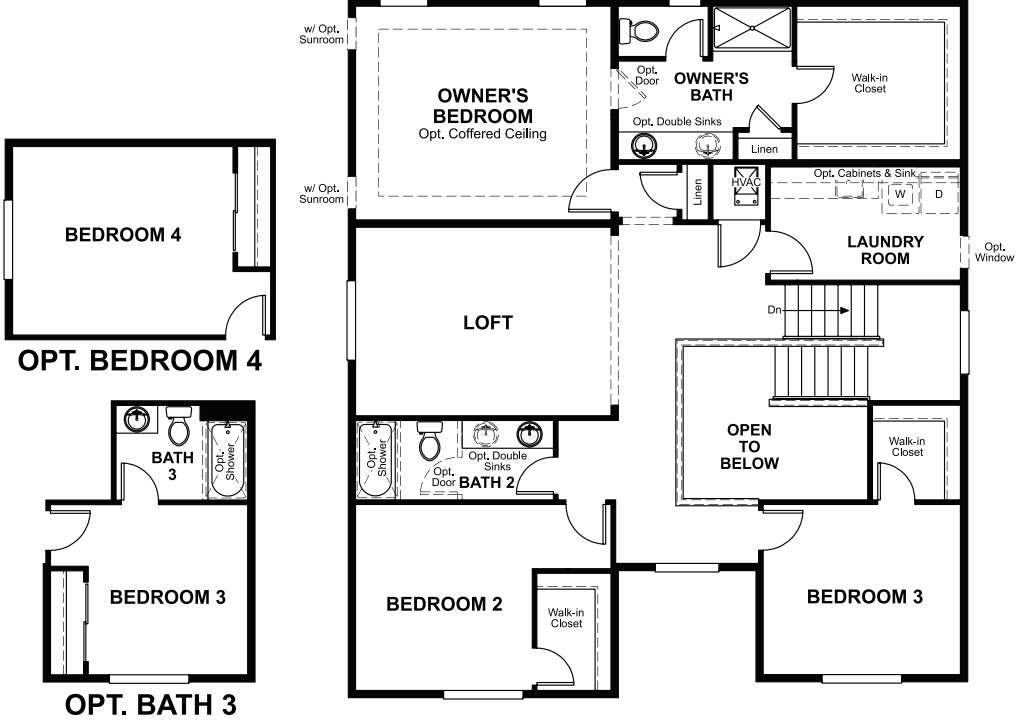 w/ Opt.
Sunroom
OWNER'S
BEDROOM
Opt. Coffered Ceiling
w/ Opt.
Sunroom
Opt.
Door
OWNER'S
BATH
Opt. Double Sinks
Linen
Walk-in
Closet
Linen
HVAC
Opt. Cabinets & Sink
W
D
LAUNDRY
ROOM
Opt.
Window
BEDROOM 4
OPT. BEDROOM 4
LOFT
Dn
OPEN
TO
BELOW
Walk-in
Closet
BATH
3
Opt.
Shower
Opt.
Shower
Opt. Double
Sinks
Opt.
Door
BATH 2
BEDROOM 3
OPT. BATH 3
BEDROOM 2
Walk-in
Closet
BEDROOM 3